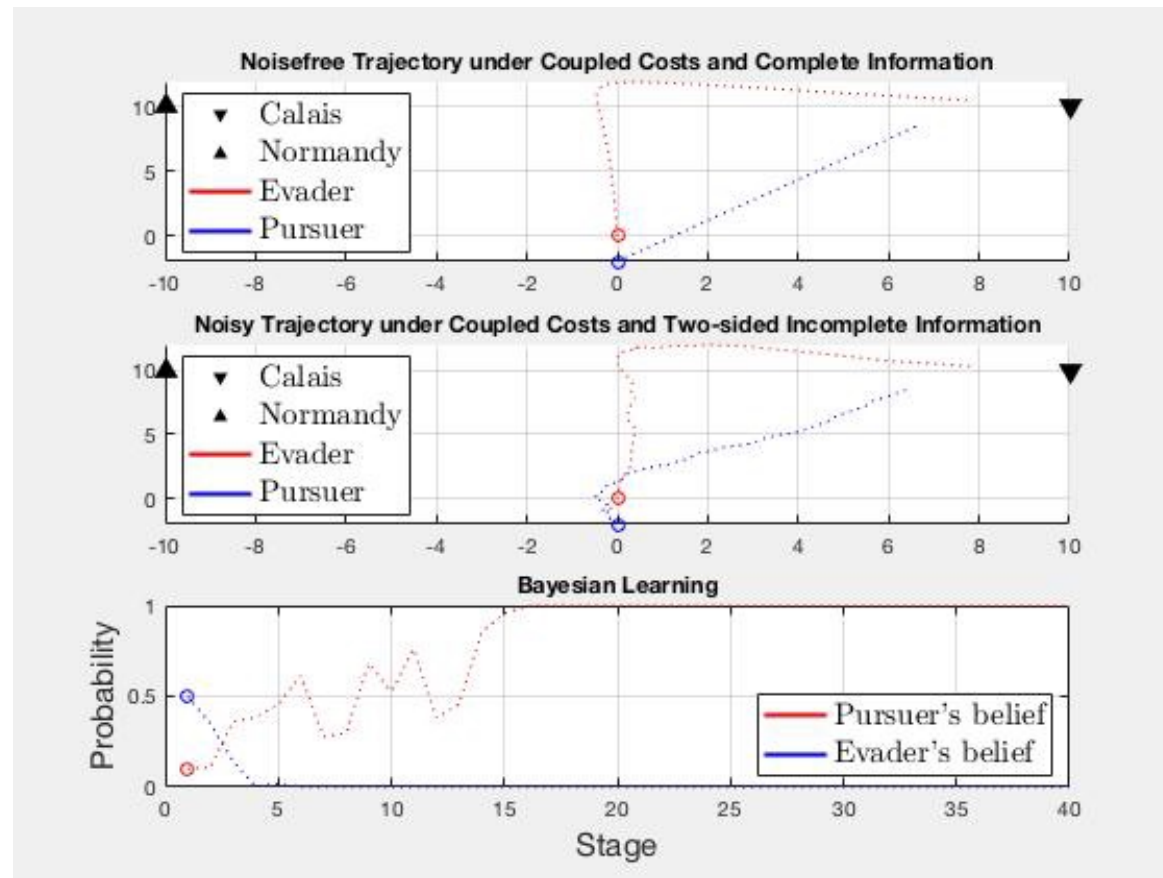 Noisefree Trajectory under Coupled Costs and Complete Information
10
5
0
Calais
Normandy
Evader
Pursuer
-10 -8 -6 -4 -2 0 2 4 6 8 10
Noisy Trajectory under Coupled Costs and Two-sided Incomplete Information
10
5
0
Calais
Normandy
Evader
Pursuer
-10 -8 -6 -4 -2 0 2 4 6 8 10
Bayesian Learning
Probability
1
0.5
0
Pursuer's belief
Evader's belief
0 5 10 15 20 25 30 35 40
Stage